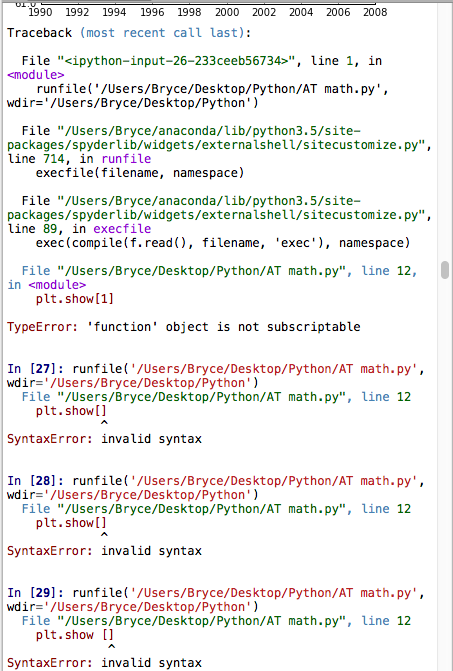 61.0
1990 1992 1994 1996 1998 2000 2002 2004 2006 2008
Traceback (most recent call last):
File "<ipython-input-26-233ceeb56734>", line 1, in
<module>
runfile('/Users/Bryce/Desktop/Python/AT math.py',
wdir='/Users/Bryce/Desktop/Python')
File "/Users/Bryce/anaconda/lib/python3.5/site-
packages/spyderlib/widgets/externalshell/sitecustomize.py",
line 714, in runfile
execfile(filename, namespace)
File "/Users/Bryce/anaconda/lib/python3.5/site-
packages/spyderlib/widgets/externalshell/sitecustomize.py",
line 89, in execfile
exec(compile(f.read(), filename, 'exec'), namespace)
File "/Users/Bryce/Desktop/Python/AT math.py", line 12,
in <module>
plt.show[1]
TypeError: 'function' object is not subscriptable
In [27]: runfile('/Users/Bryce/Desktop/Python/AT math.py',
wdir='/Users/Bryce/Desktop/Python')
File "/Users/Bryce/Desktop/Python/AT math.py", line 12
plt.show[]
^
SyntaxError: invalid syntax
In [28]: runfile('/Users/Bryce/Desktop/Python/AT math.py',
wdir='/Users/Bryce/Desktop/Python')
File "/Users/Bryce/Desktop/Python/AT math.py", line 12
plt.show[]
^
SyntaxError: invalid syntax
In [29]: runfile('/Users/Bryce/Desktop/Python/AT math.py',
wdir='/Users/Bryce/Desktop/Python')
File "/Users/Bryce/Desktop/Python/AT math.py", line 12
plt.show []
^
SyntaxError: invalid syntax